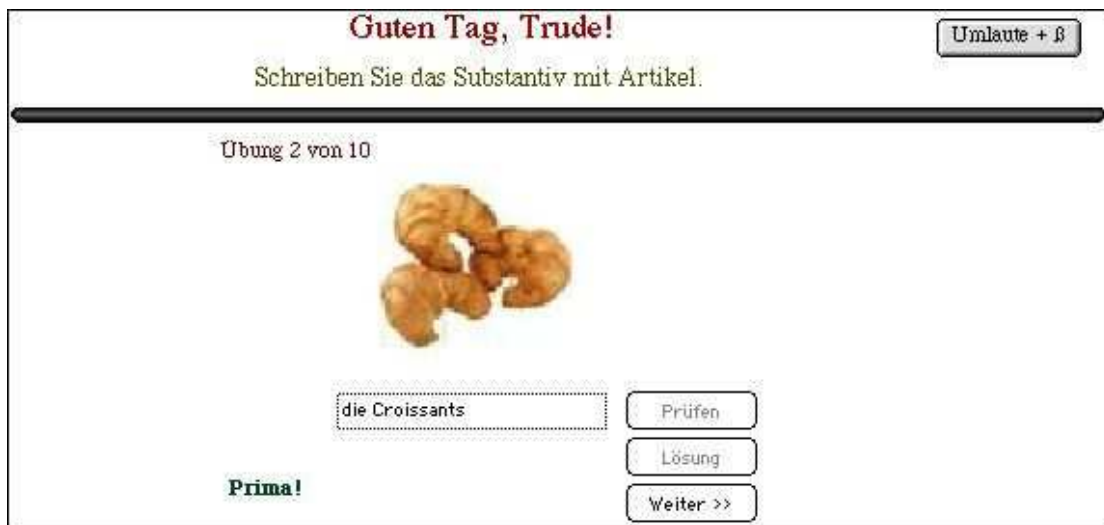 Guten Tag, Trude!
Umlaute + ß
Schreiben Sie das Substantiv mit Artikel.
Übung 2 von 10
die Croissants
Prüfen
Lösung
Prima!
Weiter >>